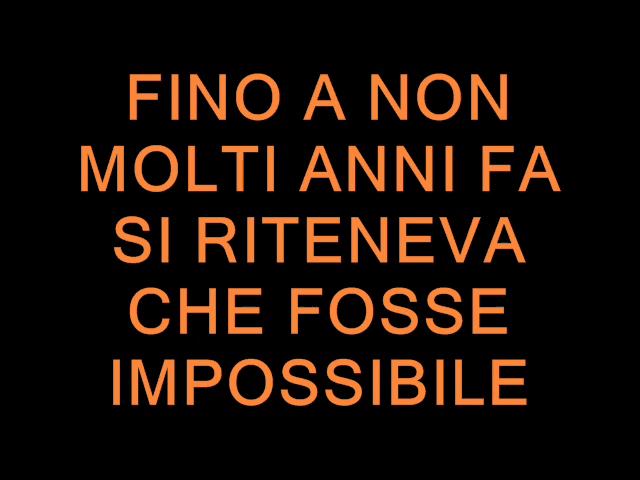 FINO A NON
MOLTI ANNI FA
SI RITENEVA
CHE FOSSE
IMPOSSIBILE